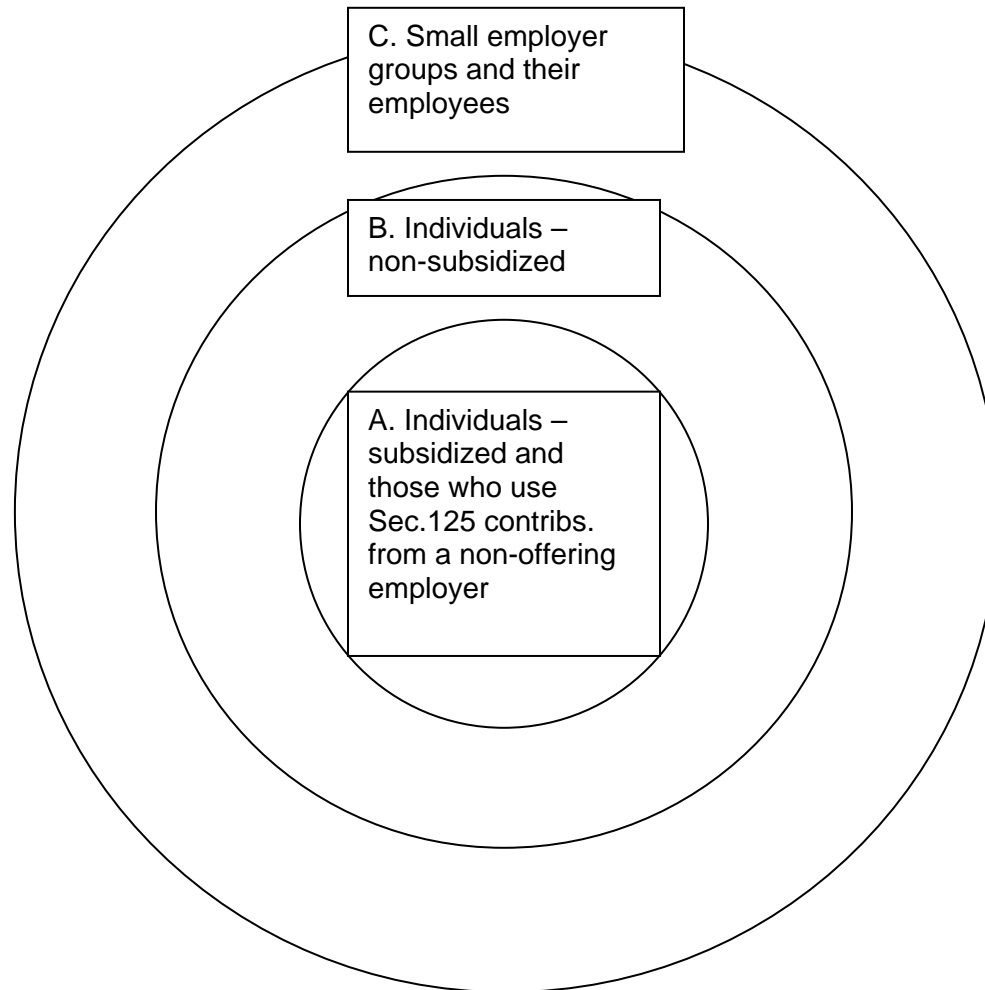 C. Small employer
groups and their
employees
B. Individuals –
non-subsidized
A. Individuals –
subsidized and
those who use
Sec.125 contribs.
from a non-offering
employer